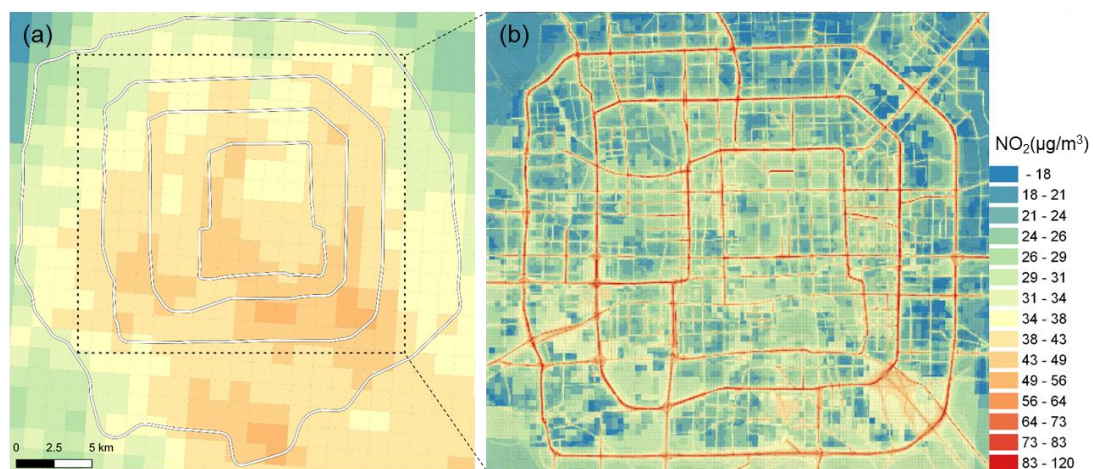 (a)
(b)
NO₂(μg/m³)
- 18
18 - 21
21 - 24
24 - 26
26 - 29
29 - 31
31 - 34
34 - 38
38 - 43
43 - 49
49 - 56
56 - 64
64 - 73
73 - 83
83 - 120
0 2.5 5 km